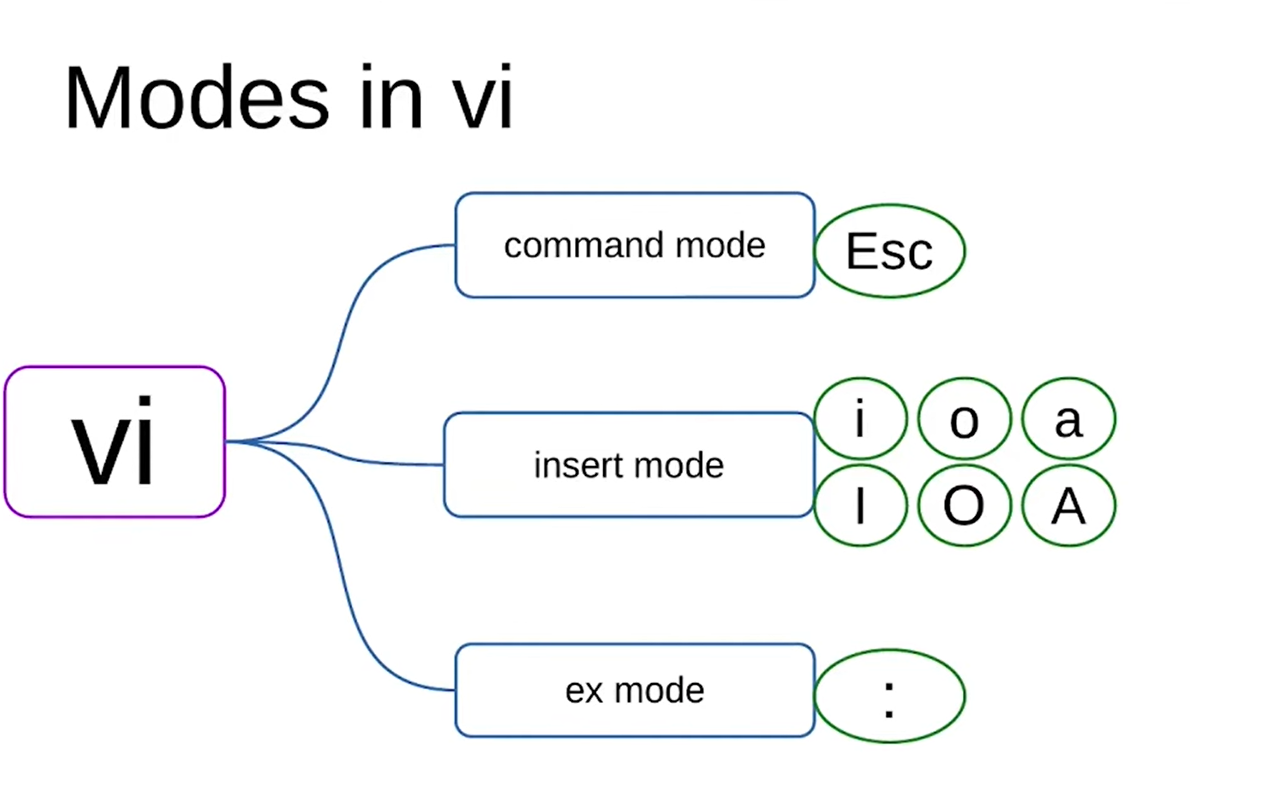 Modes in vi
vi
command mode
Esc
insert mode
i o a
I O A
ex mode
: